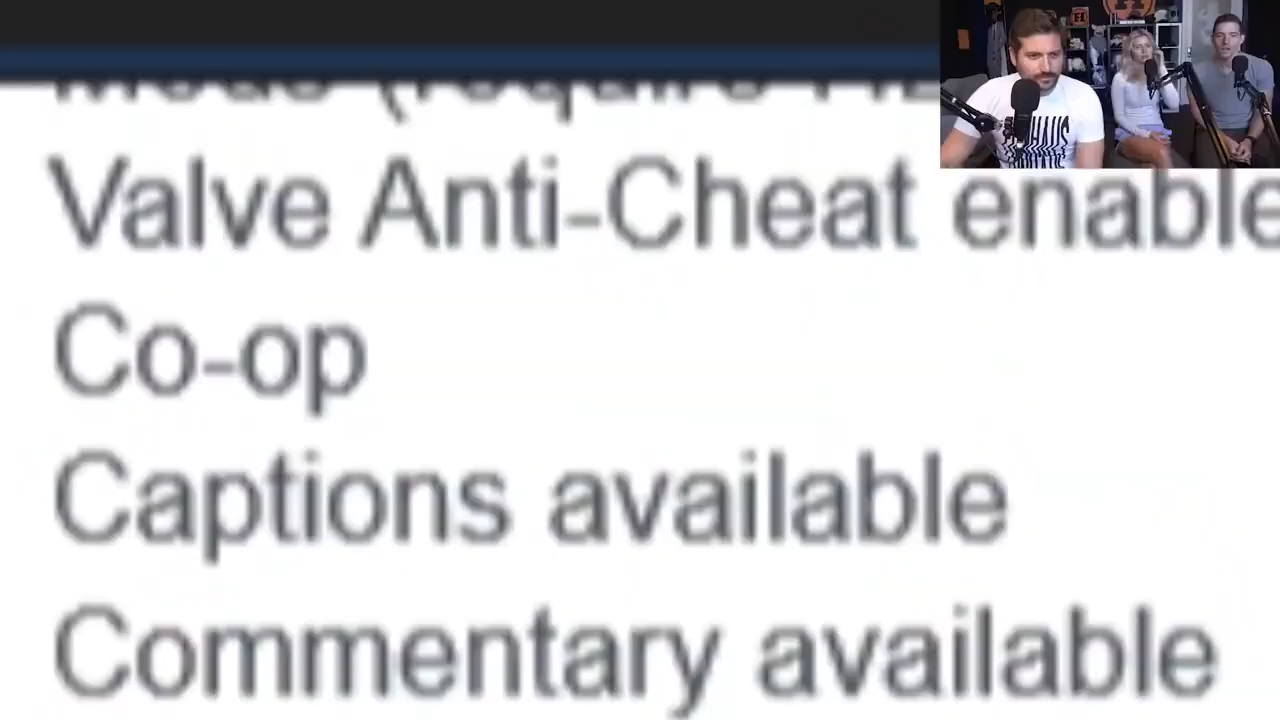 Valve Anti-Cheat enable
Co-op
Captions available
Commentary available